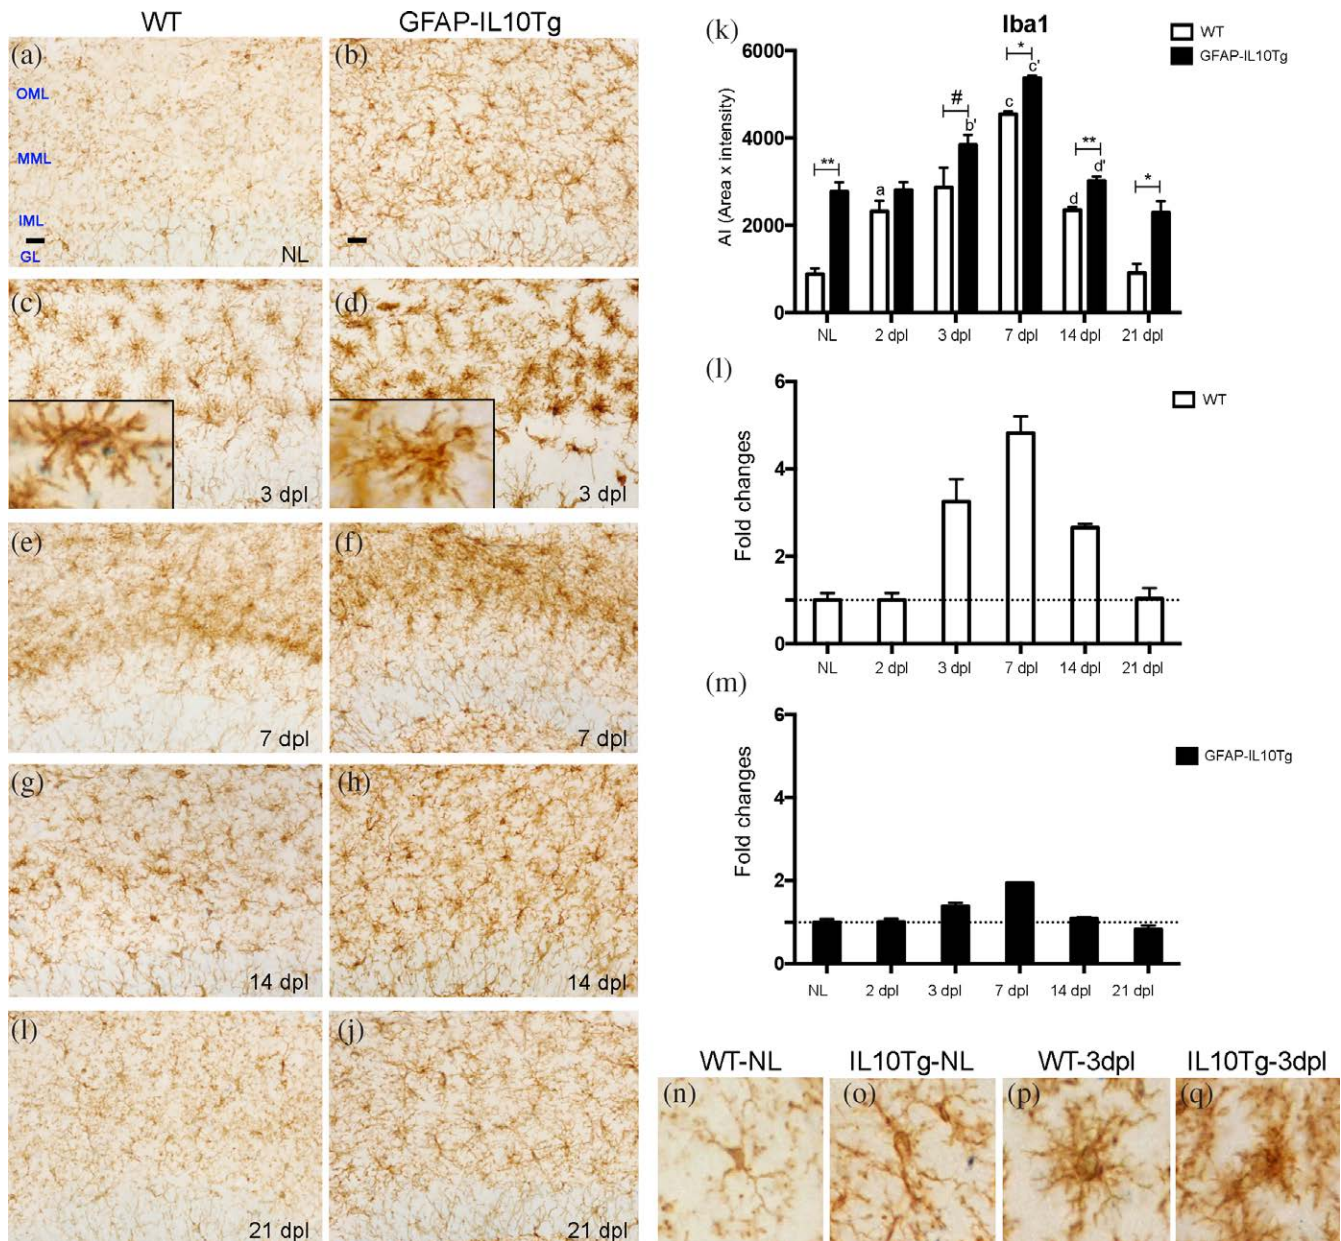 WT
GFAP-IL10Tg
(a)
OML
MML
IML
GL
NL
(b)
(c)
3 dpl
(d)
3 dpl
(e)
7 dpl
(f)
7 dpl
(g)
14 dpl
(h)
14 dpl
(l)
21 dpl
(j)
21 dpl
(k)
Iba1
WT
GFAP-IL10Tg
AI (Area x intensity)
6000
4000
2000
0
** a # b' c * c' d ** d' *
NL 2 dpl 3 dpl 7 dpl 14 dpl 21 dpl
(l)
WT
Fold changes
6
4
2
0
NL 2 dpl 3 dpl 7 dpl 14 dpl 21 dpl
(m)
GFAP-IL10Tg
Fold changes
6
4
2
0
NL 2 dpl 3 dpl 7 dpl 14 dpl 21 dpl
WT-NL IL10Tg-NL WT-3dpl IL10Tg-3dpl
(n) (o) (p) (q)